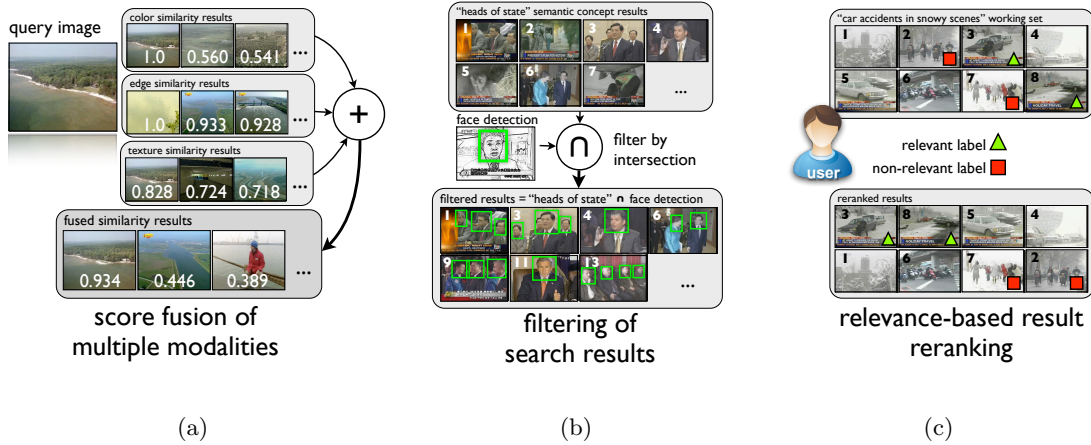 query image
color similarity results
1.0 0.560 0.541 ...
edge similarity results
1.0 0.933 0.928 ...
texture similarity results
0.828 0.724 0.718 ...
+
fused similarity results
0.934 0.446 0.389 ...
score fusion of
multiple modalities
(a)
“heads of state” semantic concept results
1 2 3 4
5 6 7 ...
face detection
∩
filter by
intersection
filtered results = “heads of state” ∩ face detection
1 3 4 6
9 11 13 ...
filtering of
search results
(b)
“car accidents in snowy scenes” working set
1 2 3 4
5 6 7 8
HOLIDAY TRAVEL
user
relevant label
non-relevant label
reranked results
3 8 5 4
HOLIDAY TRAVEL
1 6 7 2
relevance-based result
reranking
(c)